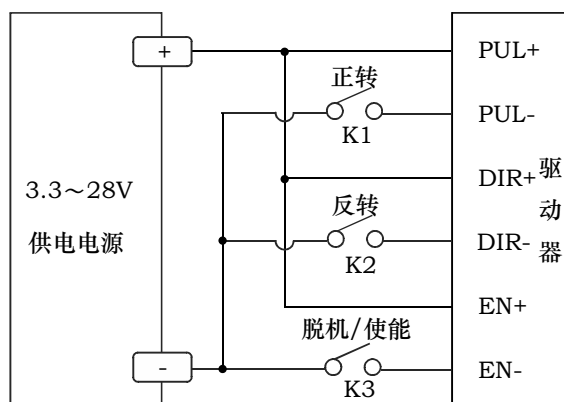 +
PUL+
正转
PUL-
K1
3.3～28V
供电电源
DIR+
驱动器
反转
DIR-
K2
EN+
脱机/使能
-
EN-
K3